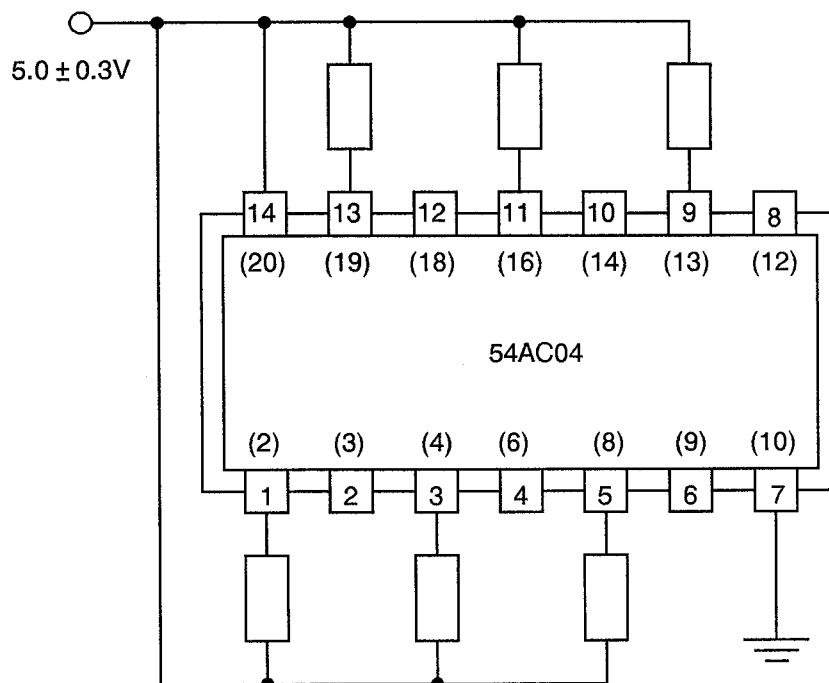 5.0 ± 0.3V
14 13 12 11 10 9 8
(20) (19) (18) (16) (14) (13) (12)
54AC04
(2) (3) (4) (6) (8) (9) (10)
1 2 3 4 5 6 7